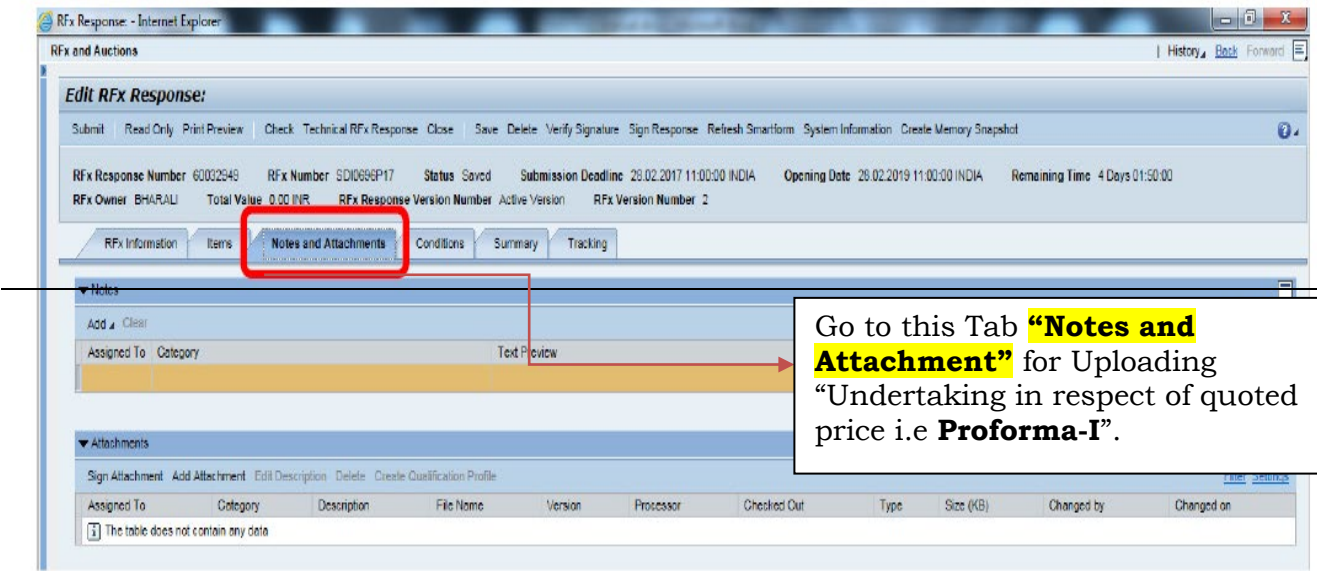 RFx Response: - Internet Explorer
RFx and Auctions
History Back Forward
Edit RFx Response:
Submit Read Only Print Preview Check Technical RFx Response Close Save Delete Verify Signature Sign Response Refresh Smartform System Information Create Memory Snapshot
RFx Response Number 60032949 RFx Number SDI0696P17 Status Saved Submission Deadline 28.02.2017 11:00:00 INDIA Opening Date 28.02.2019 11:00:00 INDIA Remaining Time 4 Days 01:50:00
RFx Owner BHARALI Total Value 0.00 INR RFx Response Version Number Active Version RFx Version Number 2
RFx Information Items Notes and Attachments Conditions Summary Tracking
Notes
Add Clear
Assigned To Category Text Preview
Go to this Tab “Notes and
Attachment” for Uploading
“Undertaking in respect of quoted
price i.e Proforma-I”.
Attachments
Sign Attachment Add Attachment Edit Description Delete Create Qualification Profile
Filter Settings
Assigned To Category Description File Name Version Processor Checked Out Type Size (KB) Changed by Changed on
The table does not contain any data